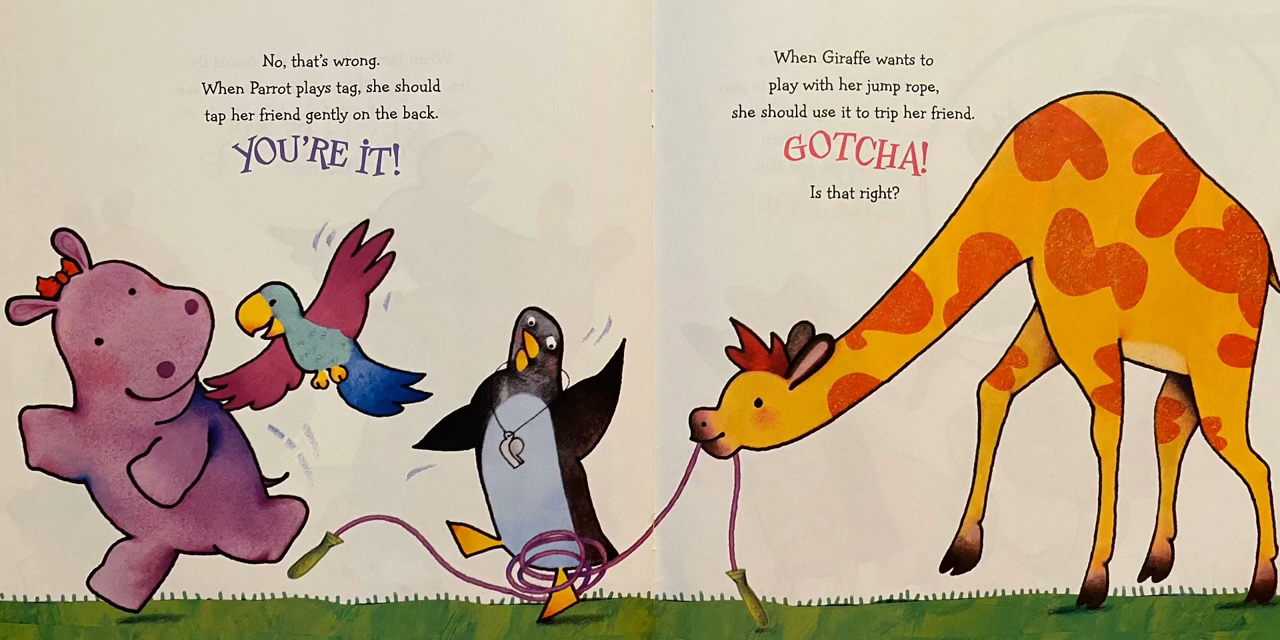 No, that's wrong.
When Parrot plays tag, she should
tap her friend gently on the back.
YOU'RE IT!
When Giraffe wants to
play with her jump rope,
she should use it to trip her friend.
GOTCHA!
Is that right?